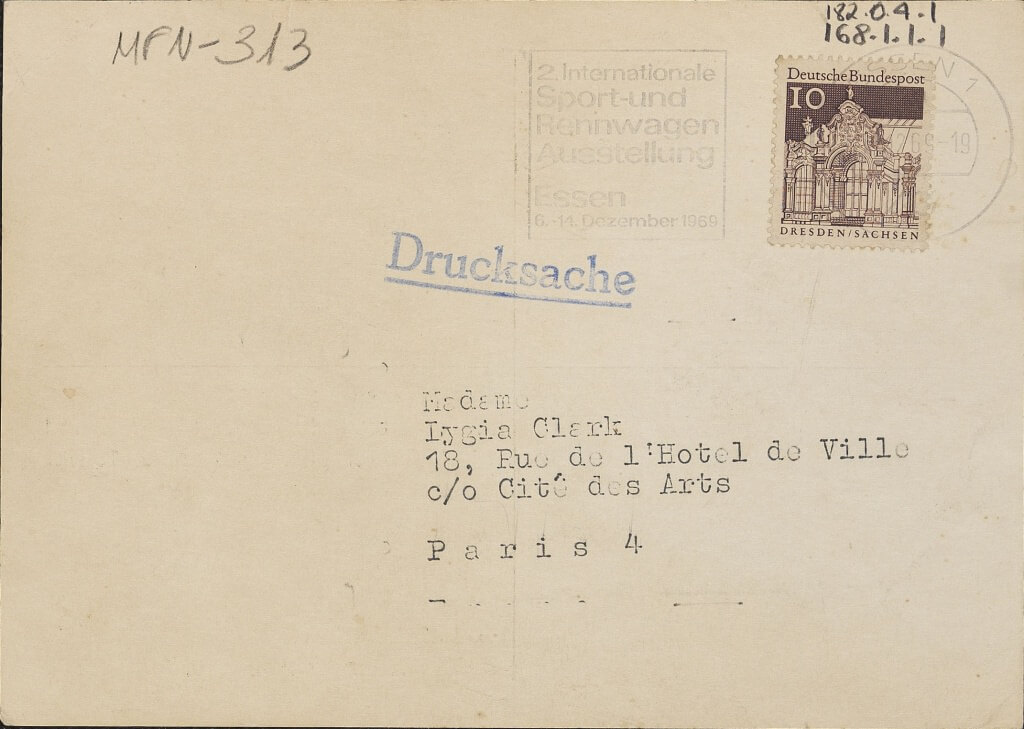 MFN-313
182.0.4.1
168.1.1.1
2. Internationale
Sport-und
Rennwagen
Ausstellung
Essen
6.-14. Dezember 1969
Deutsche Bundespost
10
DRESDEN/SACHSEN
Drucksache
Madame
Lygia Clark
18, Rue de l'Hotel de Ville
c/o Cité des Arts
Paris 4